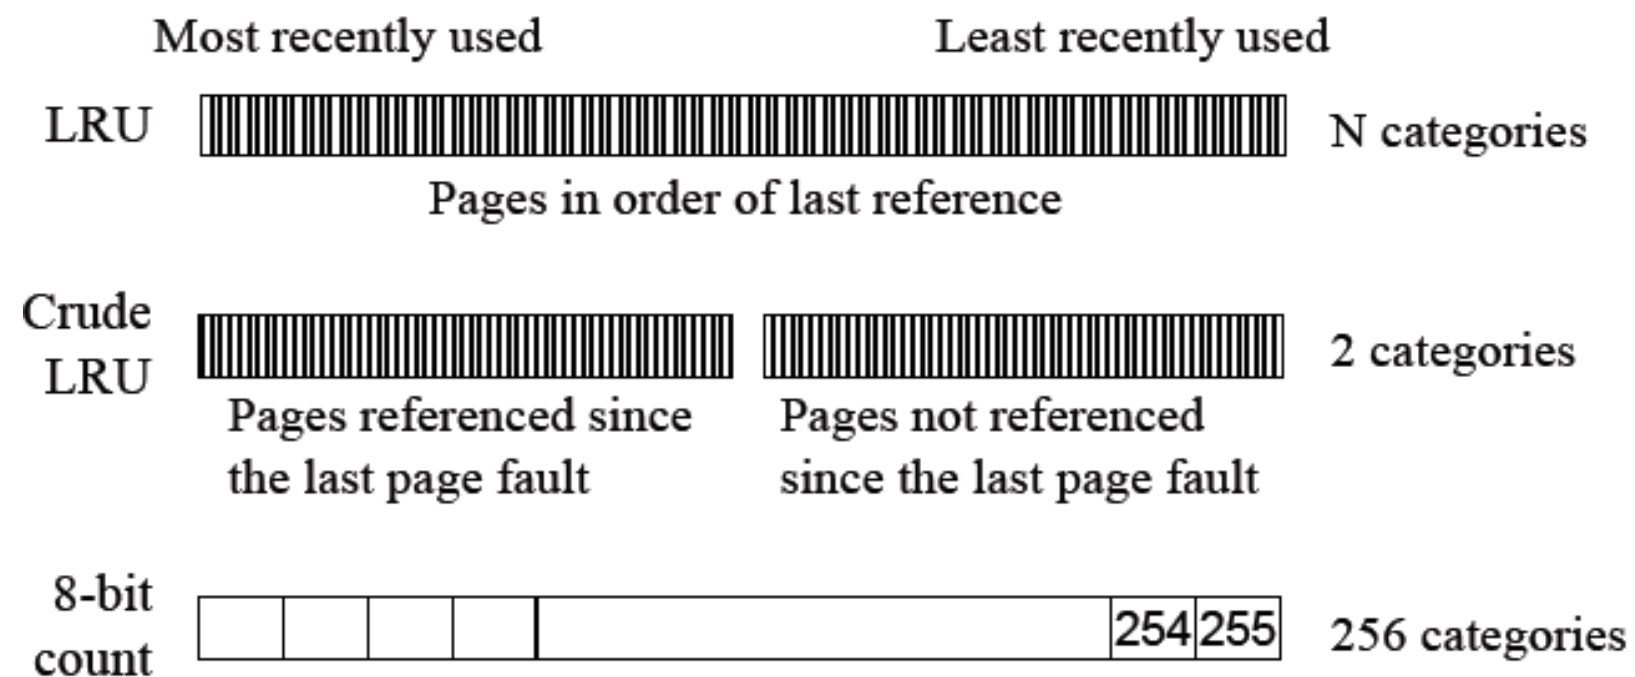 Most recently used Least recently used
LRU N categories
Pages in order of last reference
Crude
LRU 2 categories
Pages referenced since Pages not referenced
the last page fault since the last page fault
8-bit
count 254 255 256 categories